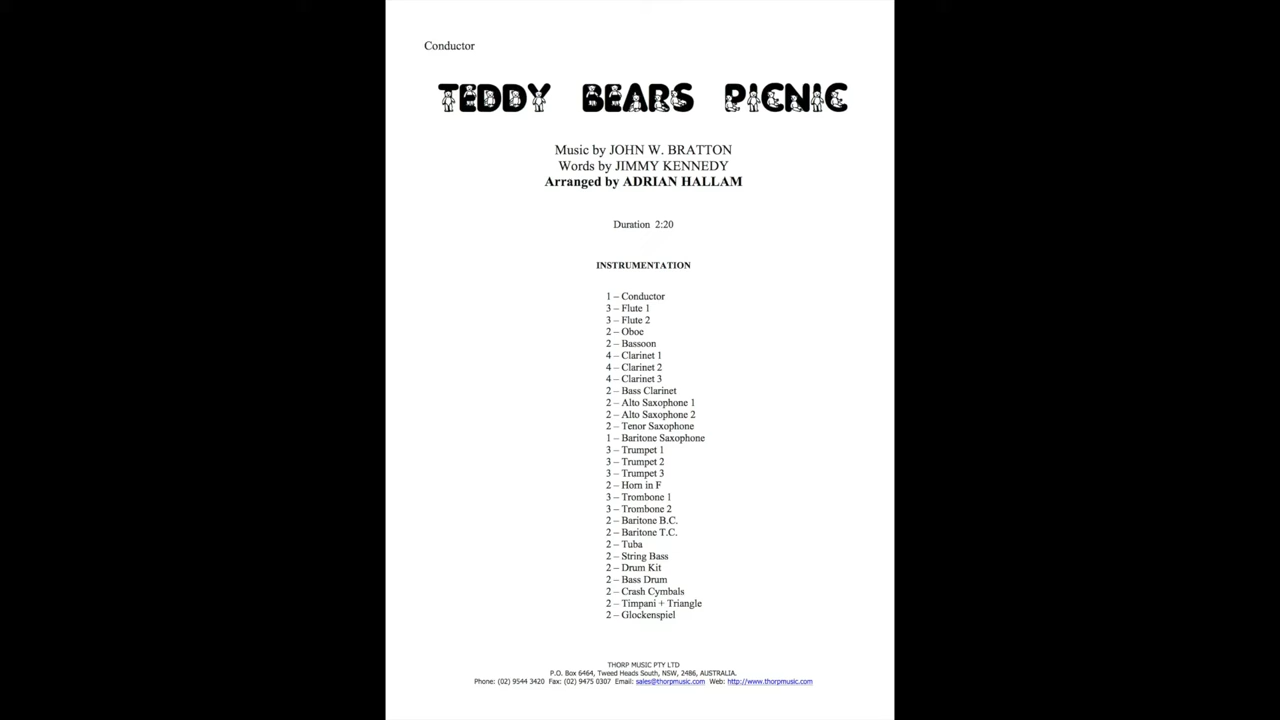 Conductor
TEDDY BEARS PICNIC
Music by JOHN W. BRATTON
Words by JIMMY KENNEDY
Arranged by ADRIAN HALLAM
Duration 2:20
INSTRUMENTATION
1 – Conductor
3 – Flute 1
3 – Flute 2
2 – Oboe
2 – Bassoon
4 – Clarinet 1
4 – Clarinet 2
4 – Clarinet 3
2 – Bass Clarinet
2 – Alto Saxophone 1
2 – Alto Saxophone 2
2 – Tenor Saxophone
1 – Baritone Saxophone
3 – Trumpet 1
3 – Trumpet 2
3 – Trumpet 3
2 – Horn in F
3 – Trombone 1
3 – Trombone 2
2 – Baritone B.C.
2 – Baritone T.C.
2 – Tuba
2 – String Bass
2 – Drum Kit
2 – Bass Drum
2 – Crash Cymbals
2 – Timpani + Triangle
2 – Glockenspiel
THORP MUSIC PTY LTD
P.O. Box 6464, Tweed Heads South, NSW, 2486, AUSTRALIA.
Phone: (02) 9544 3420 Fax: (02) 9475 0307 Email: sales@thorpmusic.com Web: http://www.thorpmusic.com